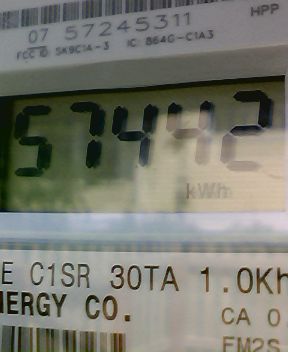 HPP
07 57245311
FCC ID SK9C1A-3 IC: 864G-C1A3
57442
kWh
E C1SR 30TA 1.0Kh
NERGY CO.
CA 0
FM2S